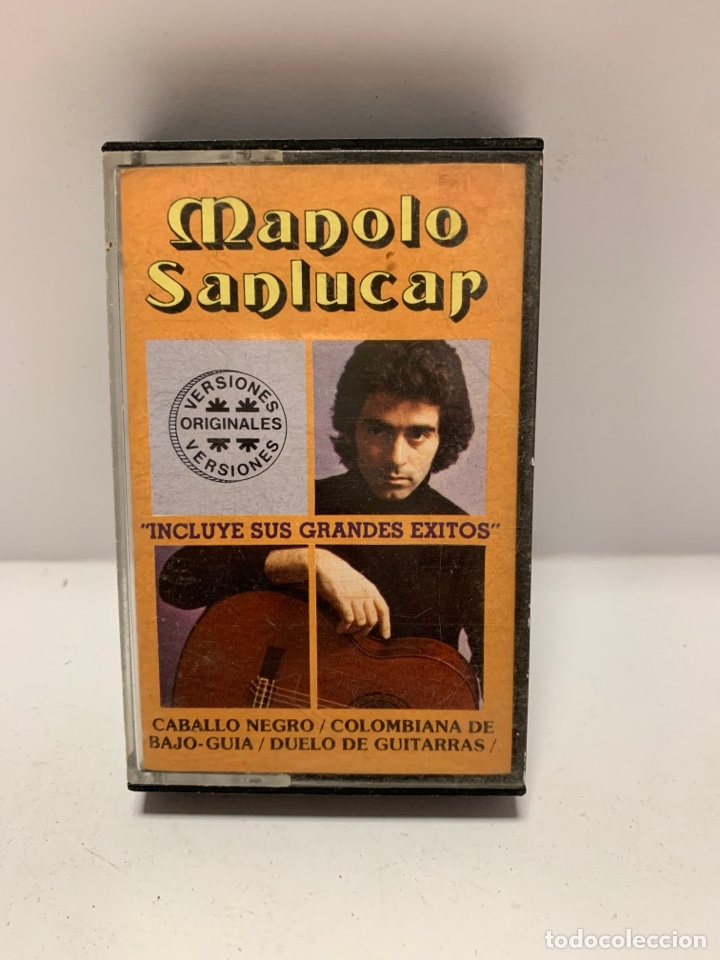 Manolo
Sanlucar
VERSIONES
ORIGINALES
VERSIONES
"INCLUYE SUS GRANDES EXITOS"
CABALLO NEGRO / COLOMBIANA DE
BAJO-GUIA / DUELO DE GUITARRAS /
todocoleccion